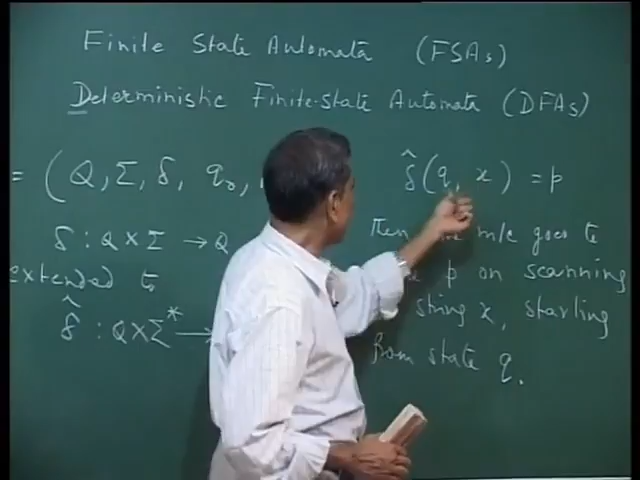 Finite State Automata (FSAs)
Deterministic Finite-state Automata (DFAs)
= (Q, Σ, δ, q₀,
δ : Q×Σ → Q
extended to
δ̂ : Q×Σ* →
δ̂(q, x) = p
Then m/c goes to
p on scanning
string x, starting
from state q.